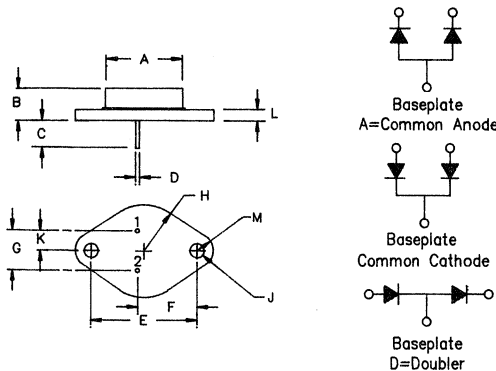 A
B
L
C
D
H
M
1
K
G
2
J
F
E
Baseplate
A=Common Anode
Baseplate
Common Cathode
Baseplate
D=Doubler